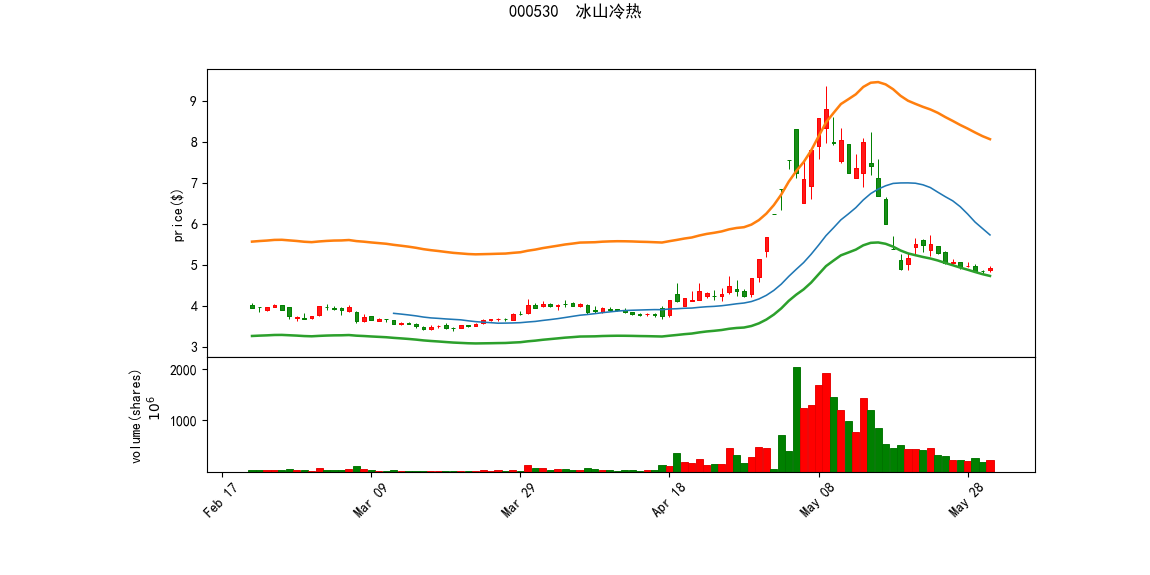 000530 冰山冷热
9
8
7
6
5
4
3
price($)
2000
1000
volume(shares)
10^6
Feb 17
Mar 09
Mar 29
Apr 18
May 08
May 28